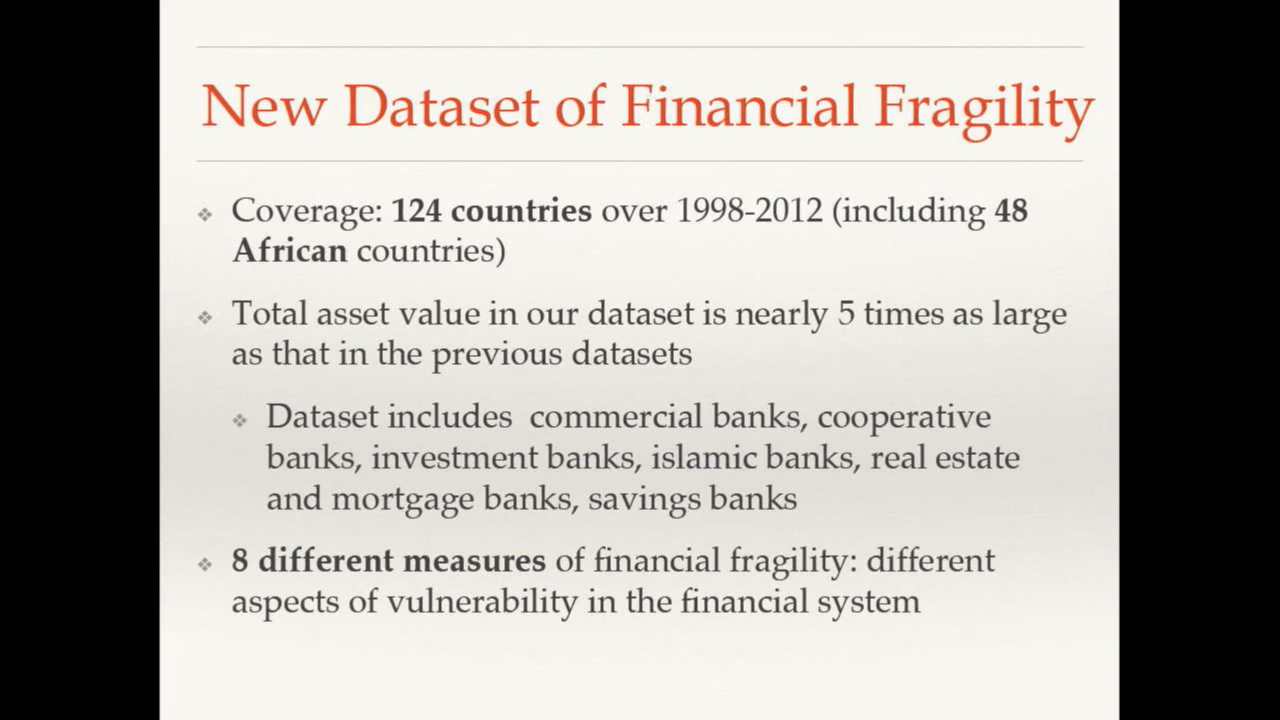 New Dataset of Financial Fragility
Coverage: 124 countries over 1998-2012 (including 48
African countries)
Total asset value in our dataset is nearly 5 times as large
as that in the previous datasets
Dataset includes commercial banks, cooperative
banks, investment banks, islamic banks, real estate
and mortgage banks, savings banks
8 different measures of financial fragility: different
aspects of vulnerability in the financial system